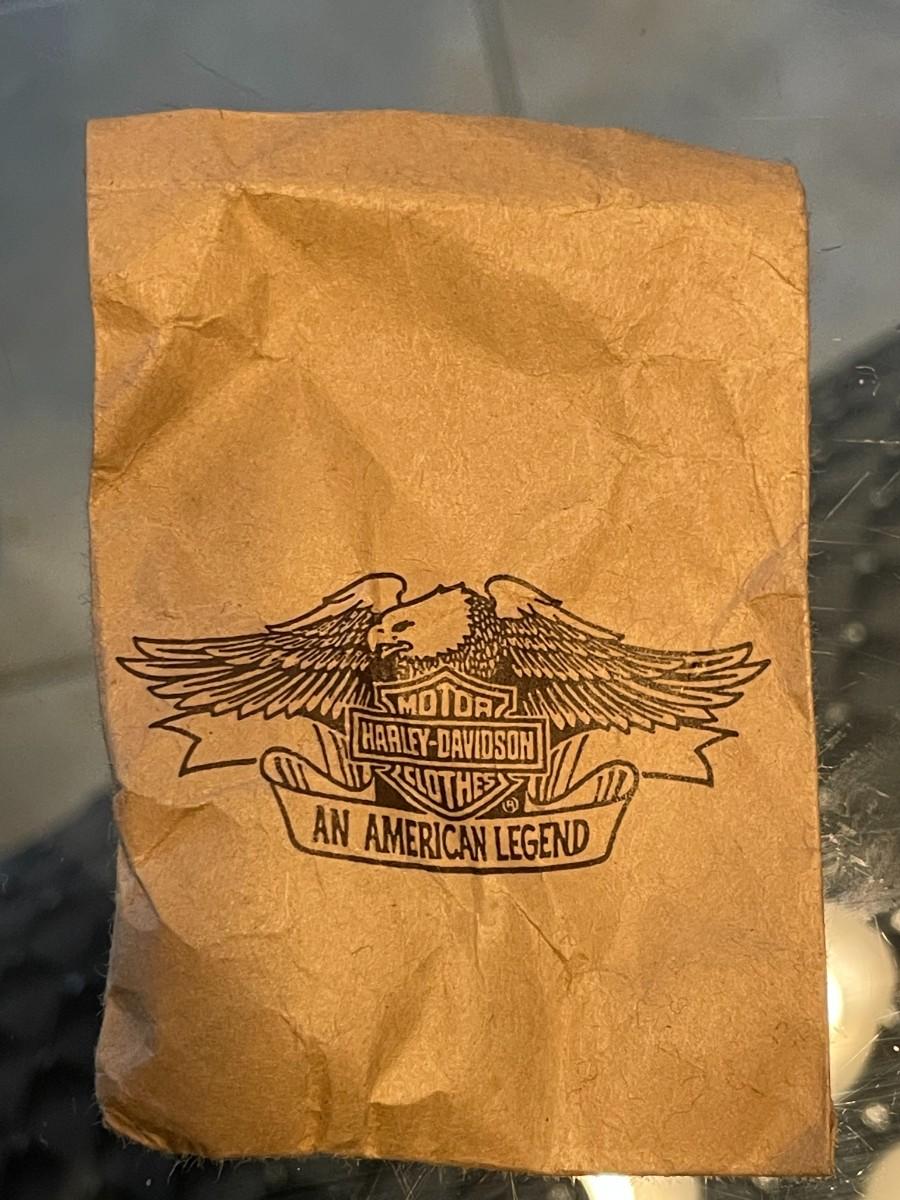 MOTOR
HARLEY-DAVIDSON
CLOTHES
®
AN AMERICAN LEGEND